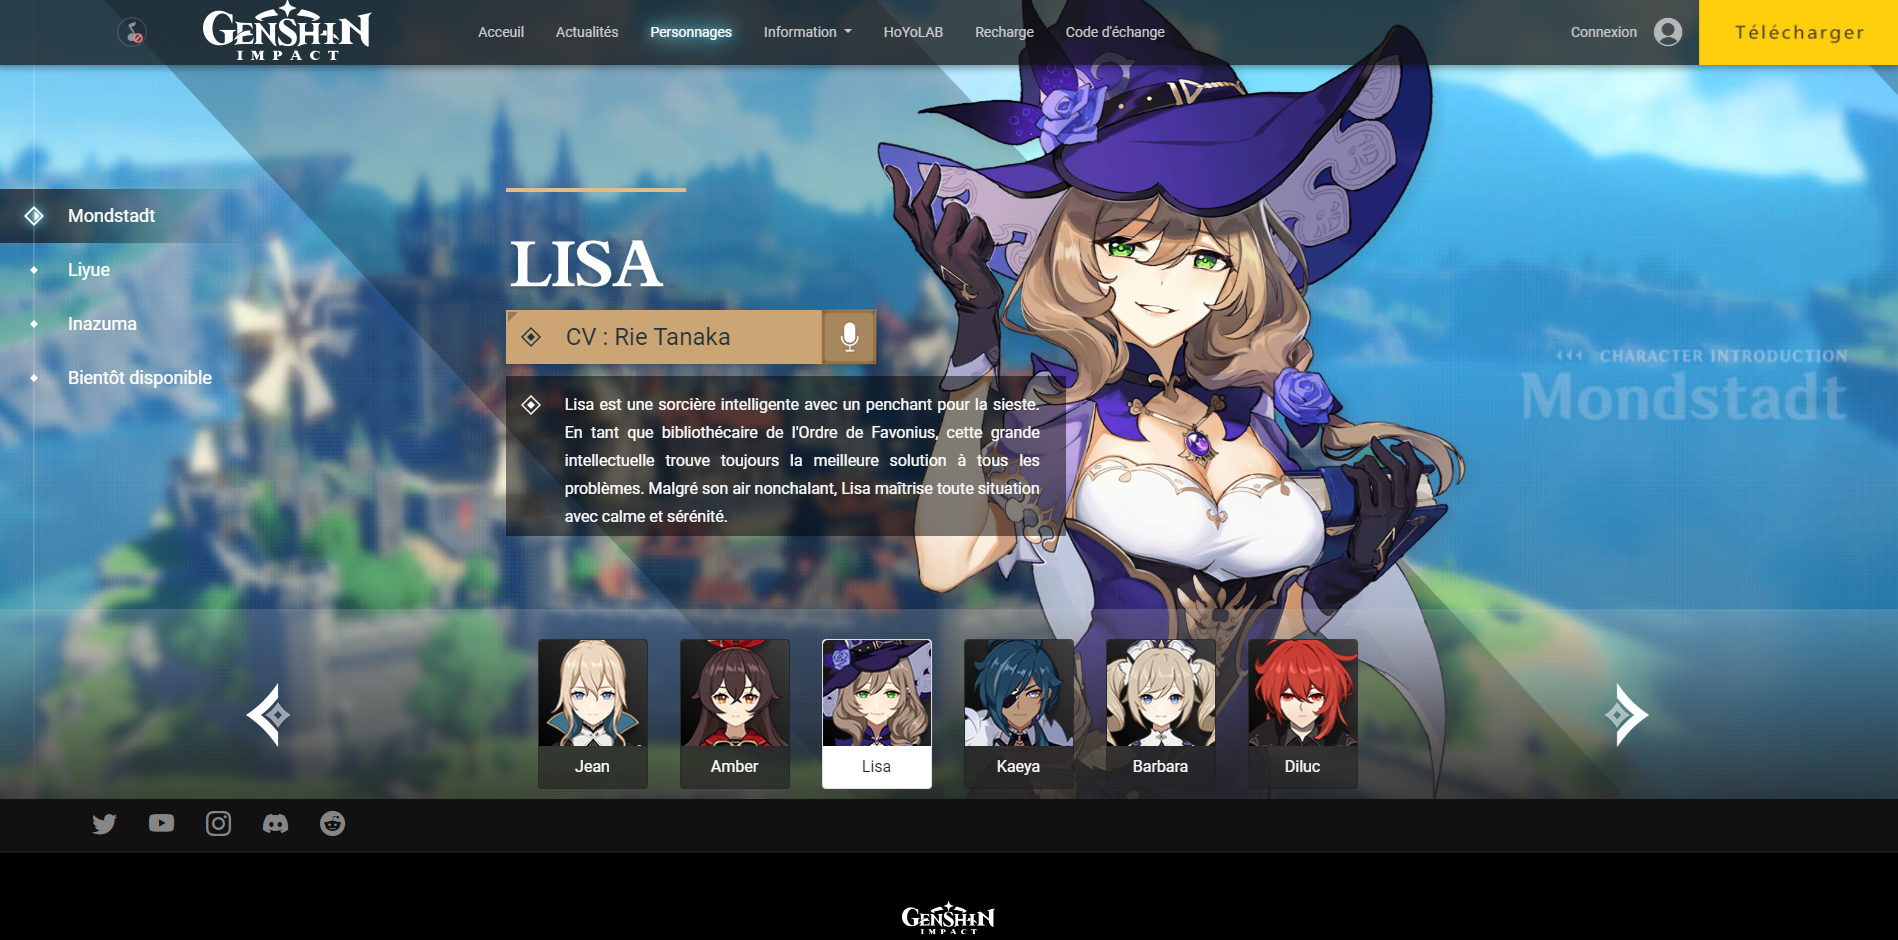 GENSHIN
IMPACT
Acceuil
Actualités
Personnages
Information
HoYoLAB
Recharge
Code d'échange
Connexion
Télécharger
Mondstadt
Liyue
Inazuma
Bientôt disponible
LISA
CV : Rie Tanaka
Lisa est une sorcière intelligente avec un penchant pour la sieste.
En tant que bibliothécaire de l'Ordre de Favonius, cette grande
intellectuelle trouve toujours la meilleure solution à tous les
problèmes. Malgré son air nonchalant, Lisa maîtrise toute situation
avec calme et sérénité.
CHARACTER INTRODUCTION
Mondstadt
Jean
Amber
Lisa
Kaeya
Barbara
Diluc
GENSHIN
IMPACT